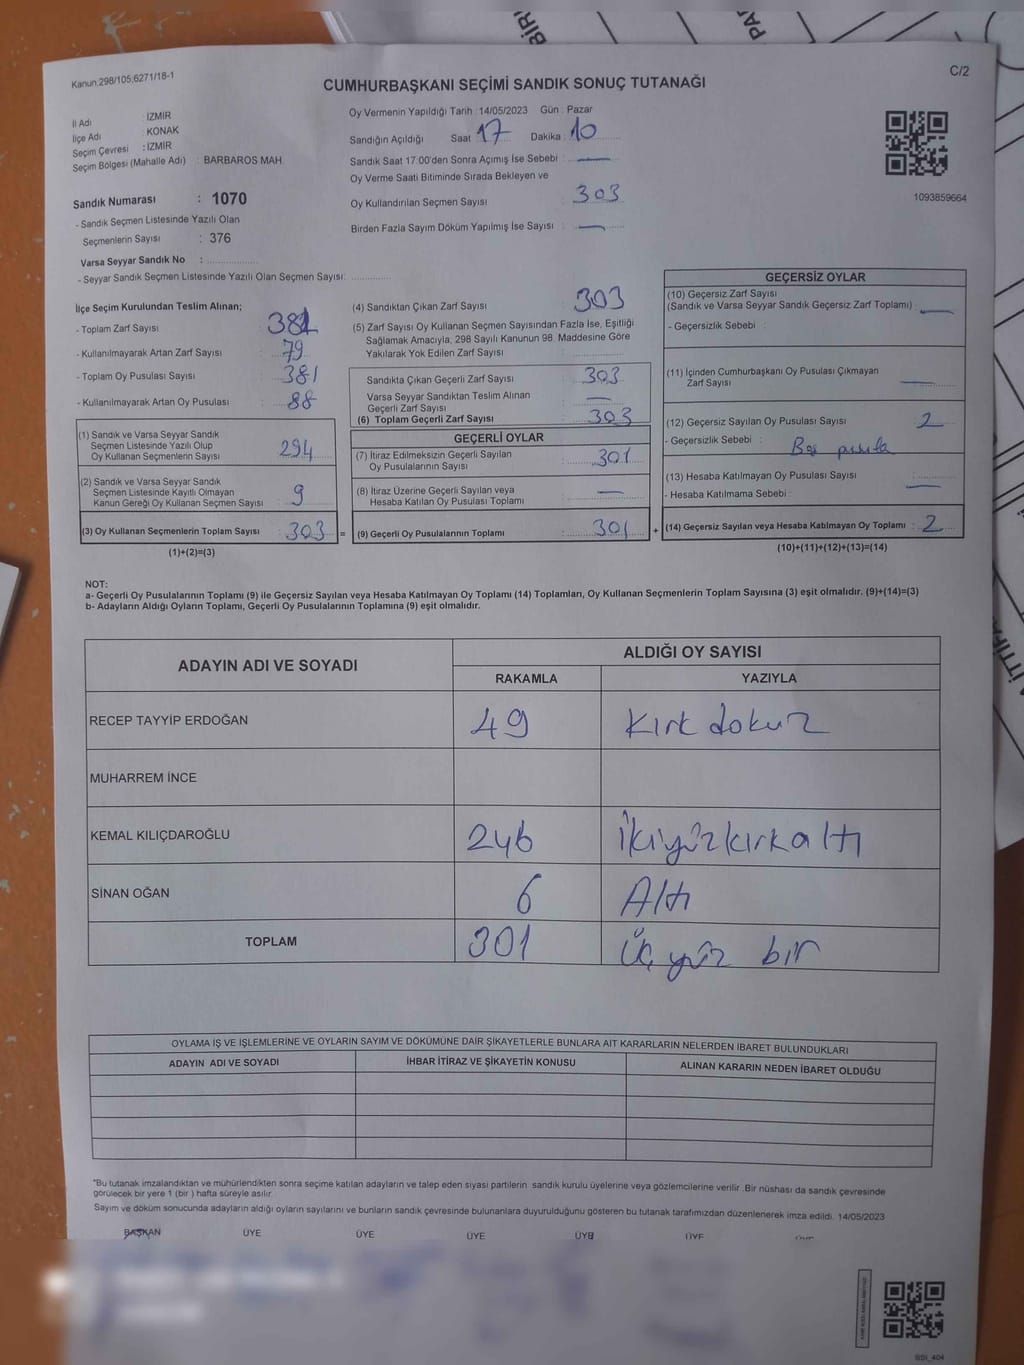 BİR
PA
Kanun:298/105;6271/18-1
C/2
CUMHURBAŞKANI SEÇİMİ SANDIK SONUÇ TUTANAĞI
İl Adı : İZMİR
İlçe Adı : KONAK
Seçim Çevresi : İZMİR
Seçim Bölgesi (Mahalle Adı) : BARBAROS MAH.
Oy Vermenin Yapıldığı Tarih : 14/05/2023 Gün : Pazar
Sandığın Açıldığı Saat 17 Dakika : 10
Sandık Saat 17:00'den Sonra Açımış İse Sebebi : —
Oy Verme Saati Bitiminde Sırada Bekleyen ve
Oy Kullandırılan Seçmen Sayısı : 303
Birden Fazla Sayım Döküm Yapılmış İse Sayısı : —
1093859664
Sandık Numarası : 1070
- Sandık Seçmen Listesinde Yazılı Olan
Seçmenlerin Sayısı : 376
Varsa Seyyar Sandık No :
- Seyyar Sandık Seçmen Listesinde Yazılı Olan Seçmen Sayısı:
İlçe Seçim Kurulundan Teslim Alınan;
- Toplam Zarf Sayısı : 381
- Kullanılmayarak Artan Zarf Sayısı : 79
- Toplam Oy Pusulası Sayısı : 381
- Kullanılmayarak Artan Oy Pusulası : 88
(1) Sandık ve Varsa Seyyar Sandık
Seçmen Listesinde Yazılı Olup
Oy Kullanan Seçmenlerin Sayısı : 294
(2) Sandık ve Varsa Seyyar Sandık
Seçmen Listesinde Kayıtlı Olmayan
Kanun Gereği Oy Kullanan Seçmen Sayısı : 9
(3) Oy Kullanan Seçmenlerin Toplam Sayısı : 303 =
(1)+(2)=(3)
(4) Sandıktan Çıkan Zarf Sayısı : 303
(5) Zarf Sayısı Oy Kullanan Seçmen Sayısından Fazla İse, Eşitliği
Sağlamak Amacıyla, 298 Sayılı Kanunun 98. Maddesine Göre
Yakılarak Yok Edilen Zarf Sayısı :
Sandıkta Çıkan Geçerli Zarf Sayısı : 303
Varsa Seyyar Sandıktan Teslim Alınan
Geçerli Zarf Sayısı : —
(6) Toplam Geçerli Zarf Sayısı : 303
GEÇERLİ OYLAR
(7) İtiraz Edilmeksizin Geçerli Sayılan
Oy Pusulalarının Sayısı : 301
(8) İtiraz Üzerine Geçerli Sayılan veya
Hesaba Katılan Oy Pusulası Toplamı : —
(9) Geçerli Oy Pusulalarının Toplamı : 301 +
GEÇERSİZ OYLAR
(10) Geçersiz Zarf Sayısı
(Sandık ve Varsa Seyyar Sandık Geçersiz Zarf Toplamı) : —
- Geçersizlik Sebebi :
(11) İçinden Cumhurbaşkanı Oy Pusulası Çıkmayan
Zarf Sayısı : —
(12) Geçersiz Sayılan Oy Pusulası Sayısı : 2
- Geçersizlik Sebebi : Boş pusula
(13) Hesaba Katılmayan Oy Pusulası Sayısı : —
- Hesaba Katılmama Sebebi :
(14) Geçersiz Sayılan veya Hesaba Katılmayan Oy Toplamı : 2
(10)+(11)+(12)+(13)=(14)
NOT:
a- Geçerli Oy Pusulalarının Toplamı (9) ile Geçersiz Sayılan veya Hesaba Katılmayan Oy Toplamı (14) Toplamları, Oy Kullanan Seçmenlerin Toplam Sayısına (3) eşit olmalıdır. (9)+(14)=(3)
b- Adayların Aldığı Oyların Toplamı, Geçerli Oy Pusulalarının Toplamına (9) eşit olmalıdır.
ADAYIN ADI VE SOYADI
ALDIĞI OY SAYISI
RAKAMLA YAZIYLA
RECEP TAYYİP ERDOĞAN 49 Kırk dokuz
MUHARREM İNCE
KEMAL KILIÇDAROĞLU 246 İkiyüzkırkaltı
SİNAN OĞAN 6 Altı
TOPLAM 301 Üç yüz bir
OYLAMA İŞ VE İŞLEMLERİNE VE OYLARIN SAYIM VE DÖKÜMÜNE DAİR ŞİKAYETLERLE BUNLARA AİT KARARLARIN NELERDEN İBARET BULUNDUKLARI
ADAYIN ADI VE SOYADI İHBAR İTİRAZ VE ŞİKAYETİN KONUSU ALINAN KARARIN NEDEN İBARET OLDUĞU
*Bu tutanak imzalandıktan ve mühürlendikten sonra seçime katılan adayların ve talep eden siyasi partilerin sandık kurulu üyelerine veya gözlemcilerine verilir .Bir nüshası da sandık çevresinde
görülecek bir yere 1 (bir ) hafta süreyle asılır.
Sayım ve döküm sonucunda adayların aldığı oyların sayılarını ve bunların sandık çevresinde bulunanlara duyurulduğunu gösteren bu tutanak tarafımızdan düzenlenerek imza edildi. 14/05/2023
BAŞKAN ÜYE ÜYE ÜYE ÜYE ÜYE
BSI_404